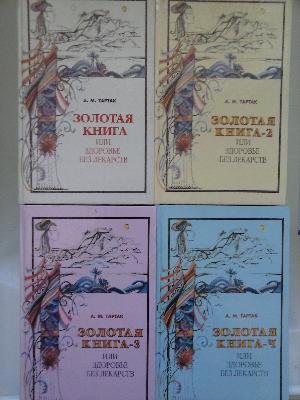 А. М. ТАРТАК
ЗОЛОТАЯ
КНИГА
ИЛИ
ЗДОРОВЬЕ
БЕЗ ЛЕКАРСТВ
А. М. ТАРТАК
ЗОЛОТАЯ
КНИГА-2
ИЛИ
ЗДОРОВЬЕ
БЕЗ ЛЕКАРСТВ
А. М. ТАРТАК
ЗОЛОТАЯ
КНИГА-3
ИЛИ
ЗДОРОВЬЕ
БЕЗ ЛЕКАРСТВ
А. М. ТАРТАК
ЗОЛОТАЯ
КНИГА-4
ИЛИ
ЗДОРОВЬЕ
БЕЗ ЛЕКАРСТВ